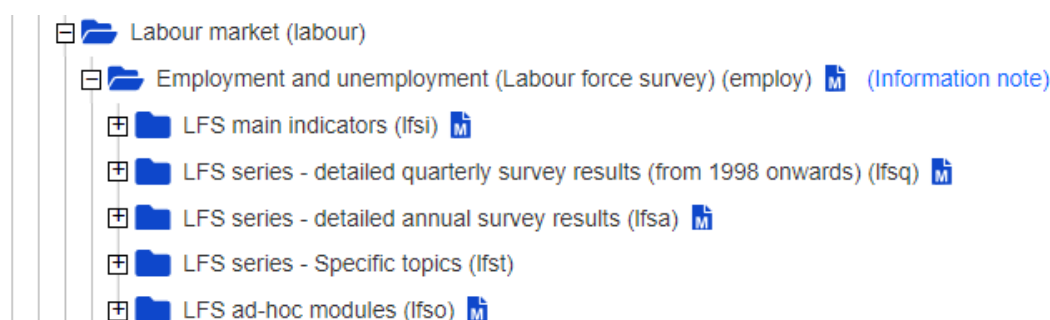 Labour market (labour)
Employment and unemployment (Labour force survey) (employ) M (Information note)
LFS main indicators (lfsi) M
LFS series - detailed quarterly survey results (from 1998 onwards) (lfsq) M
LFS series - detailed annual survey results (lfsa) M
LFS series - Specific topics (lfst)
LFS ad-hoc modules (lfso) M